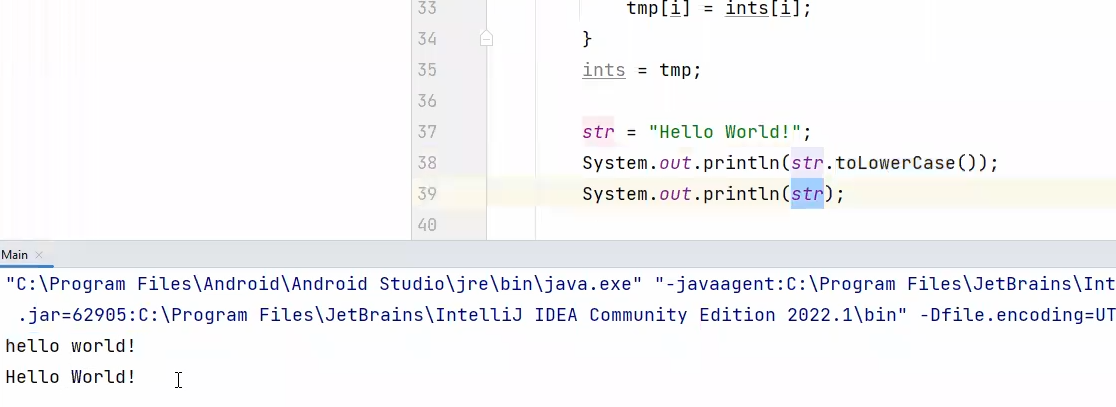 33 tmp[i] = ints[i];
34 }
35 ints = tmp;
36
37 str = "Hello World!";
38 System.out.println(str.toLowerCase());
39 System.out.println(str);
40
Main
"C:\Program Files\Android\Android Studio\jre\bin\java.exe" "-javaagent:C:\Program Files\JetBrains\Int
.jar=62905:C:\Program Files\JetBrains\IntelliJ IDEA Community Edition 2022.1\bin" -Dfile.encoding=UT
hello world!
Hello World!